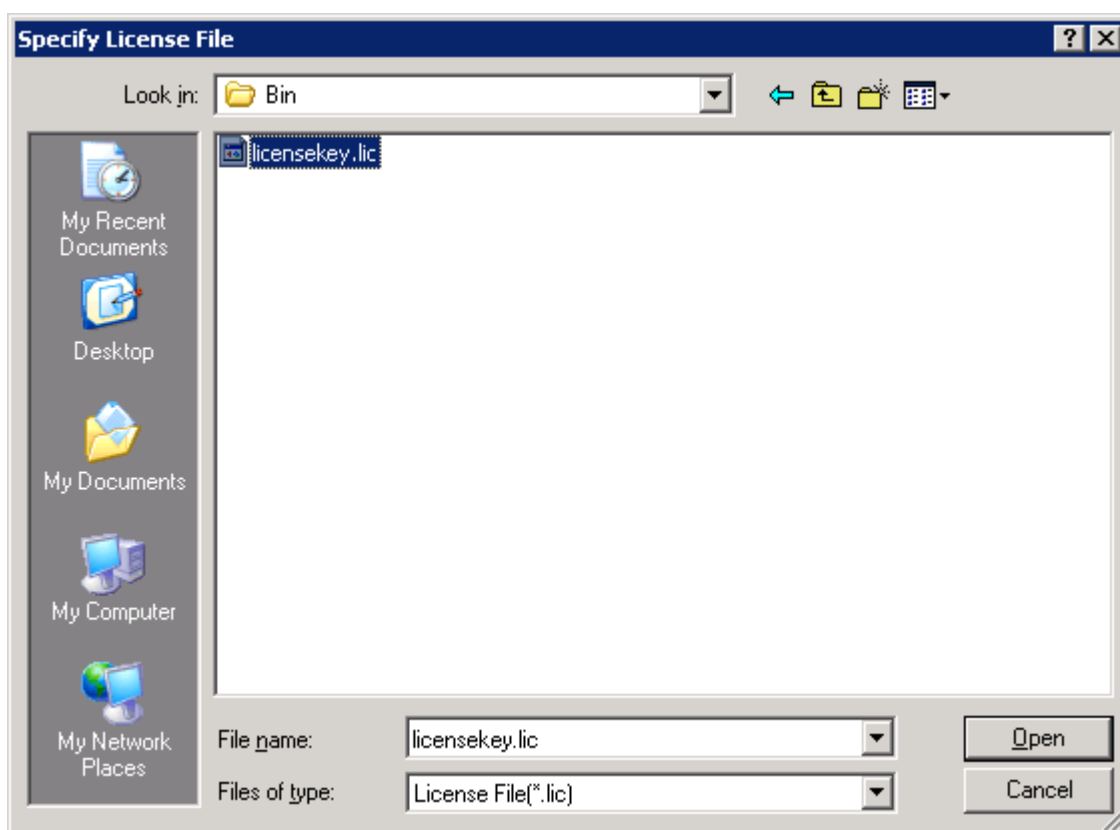 Specify License File
Look in: Bin
licensekey.lic
My Recent
Documents
Desktop
My Documents
My Computer
My Network
Places
File name: licensekey.lic Open
Files of type: License File(*.lic) Cancel